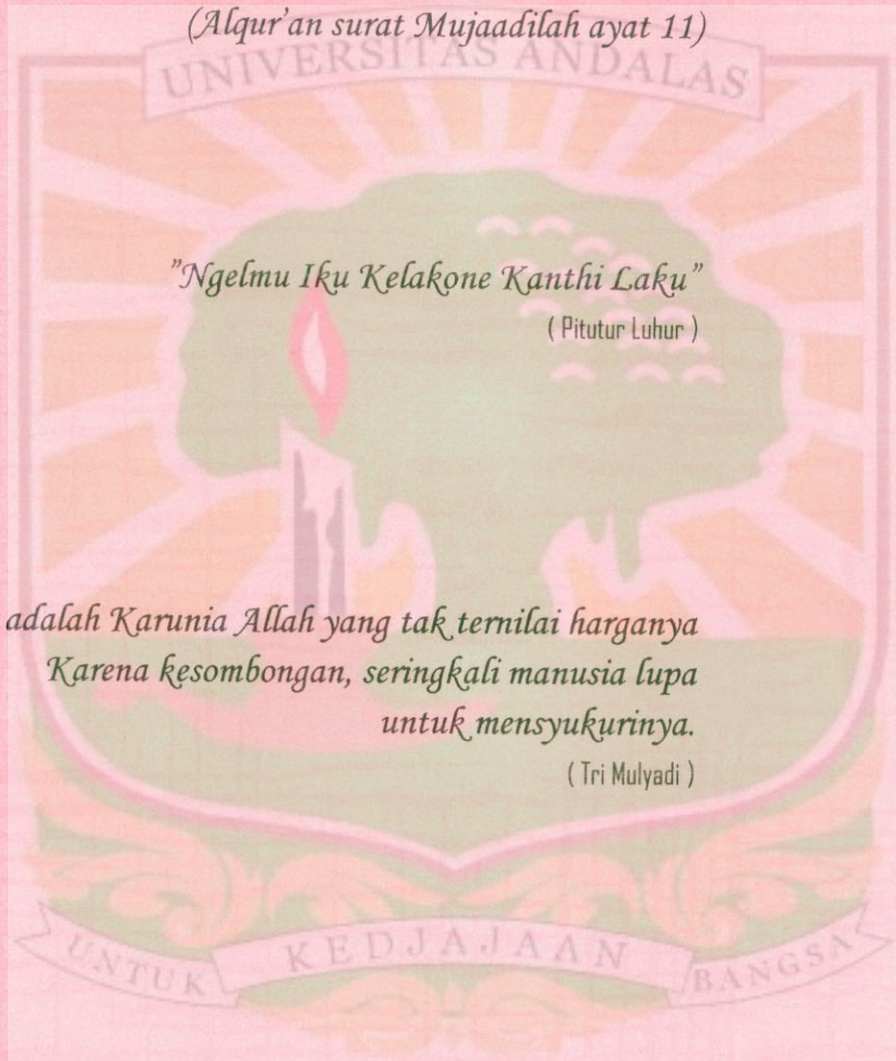 (Alqur'an surat Mujaadilah ayat 11)
UNIVERSITAS ANDALAS
"Ngelmu Iku Kelakone Kanthi Laku"
( Pitutur Luhur )
adalah Karunia Allah yang tak ternilai harganya
Karena kesombongan, seringkali manusia lupa
untuk mensyukurinya.
( Tri Mulyadi )
UNTUK KEDJAJAAN BANGSA